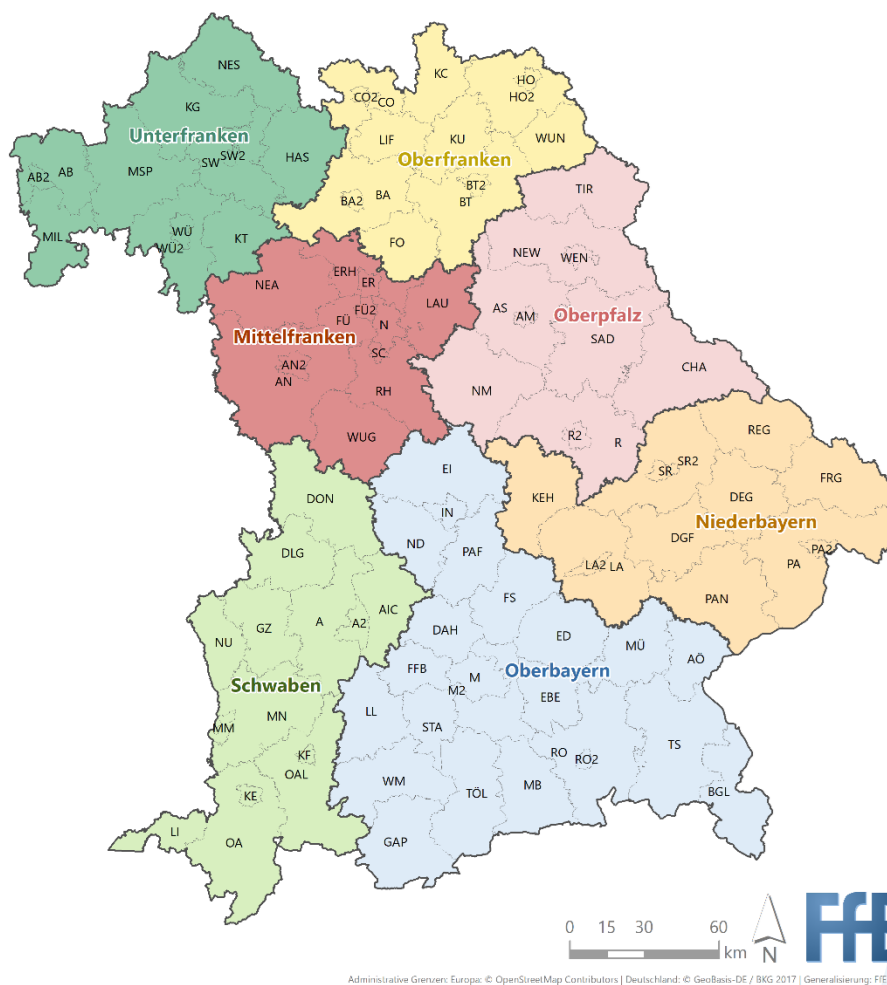 NES
KC
HO
HO2
CO2
CO
KG
Unterfranken
LIF
KU
WUN
Oberfranken
SW
SW2
HAS
AB2
AB
MSP
BT2
BT
TIR
BA2
BA
WÜ
WÜ2
KT
MIL
FO
NEW
WEN
ERH
ER
NEA
LAU
AS
AM
Oberpfalz
FÜ2
FÜ
N
Mittelfranken
SAD
SC
AN2
AN
RH
NM
CHA
WUG
R2
R
REG
EI
SR
SR2
FRG
DON
KEH
DEG
IN
Niederbayern
ND
DGF
PAF
DLG
LA2
LA
PA
PA2
FS
PAN
AIC
A
A2
GZ
NU
DAH
ED
MÜ
AÖ
FFB
M
M2
Oberbayern
Schwaben
EBE
LL
MN
MM
STA
TS
KF
OAL
RO
RO2
WM
TÖL
MB
BGL
KE
LI
OA
GAP
0 15 30 60
km
N
FfE
Administrative Grenzen: Europa: © OpenStreetMap Contributors | Deutschland: © GeoBasis-DE / BKG 2017 | Generalisierung: FfE